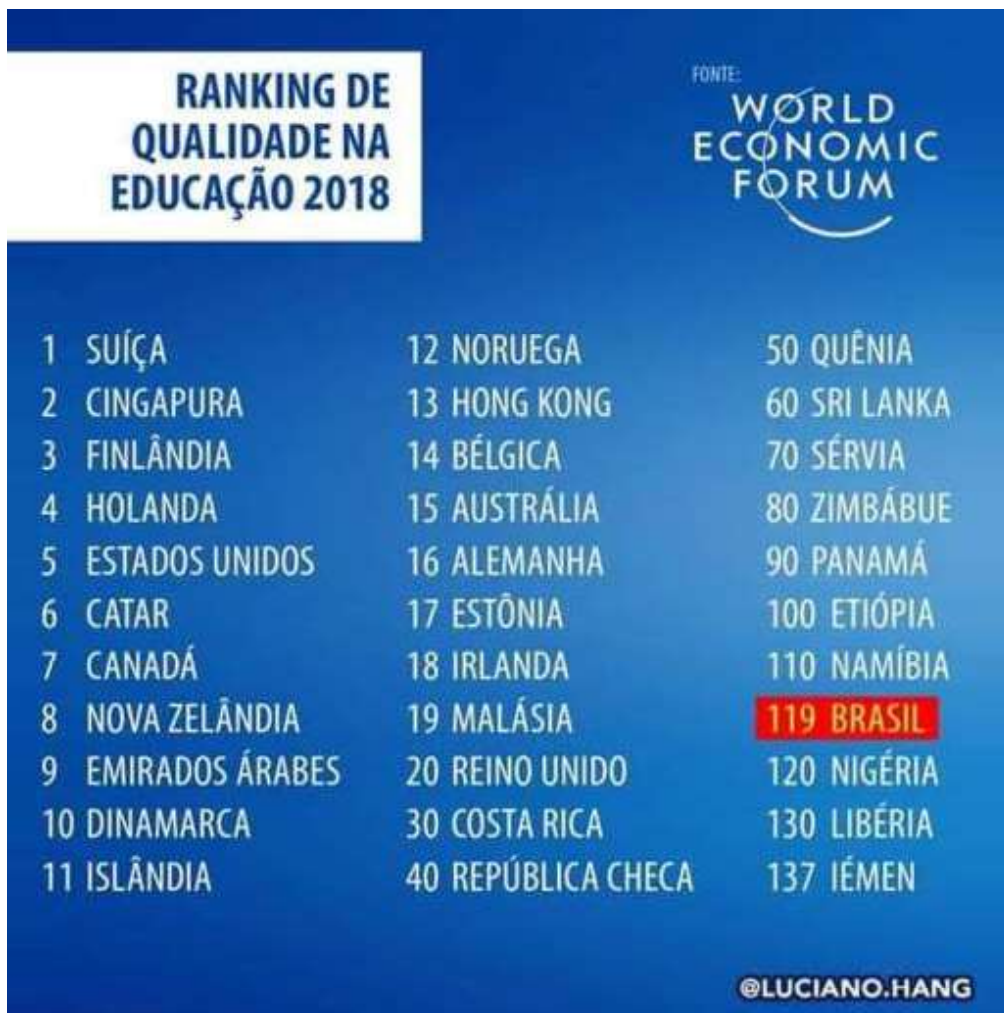 RANKING DE
QUALIDADE NA
EDUCAÇÃO 2018
FONTE:
WORLD
ECONOMIC
FORUM
1 SUÍÇA
2 CINGAPURA
3 FINLÂNDIA
4 HOLANDA
5 ESTADOS UNIDOS
6 CATAR
7 CANADÁ
8 NOVA ZELÂNDIA
9 EMIRADOS ÁRABES
10 DINAMARCA
11 ISLÂNDIA
12 NORUEGA
13 HONG KONG
14 BÉLGICA
15 AUSTRÁLIA
16 ALEMANHA
17 ESTÔNIA
18 IRLANDA
19 MALÁSIA
20 REINO UNIDO
30 COSTA RICA
40 REPÚBLICA CHECA
50 QUÊNIA
60 SRI LANKA
70 SÉRVIA
80 ZIMBÁBUE
90 PANAMÁ
100 ETIÓPIA
110 NAMÍBIA
119 BRASIL
120 NIGÉRIA
130 LIBÉRIA
137 IÉMEN
@LUCIANO.HANG